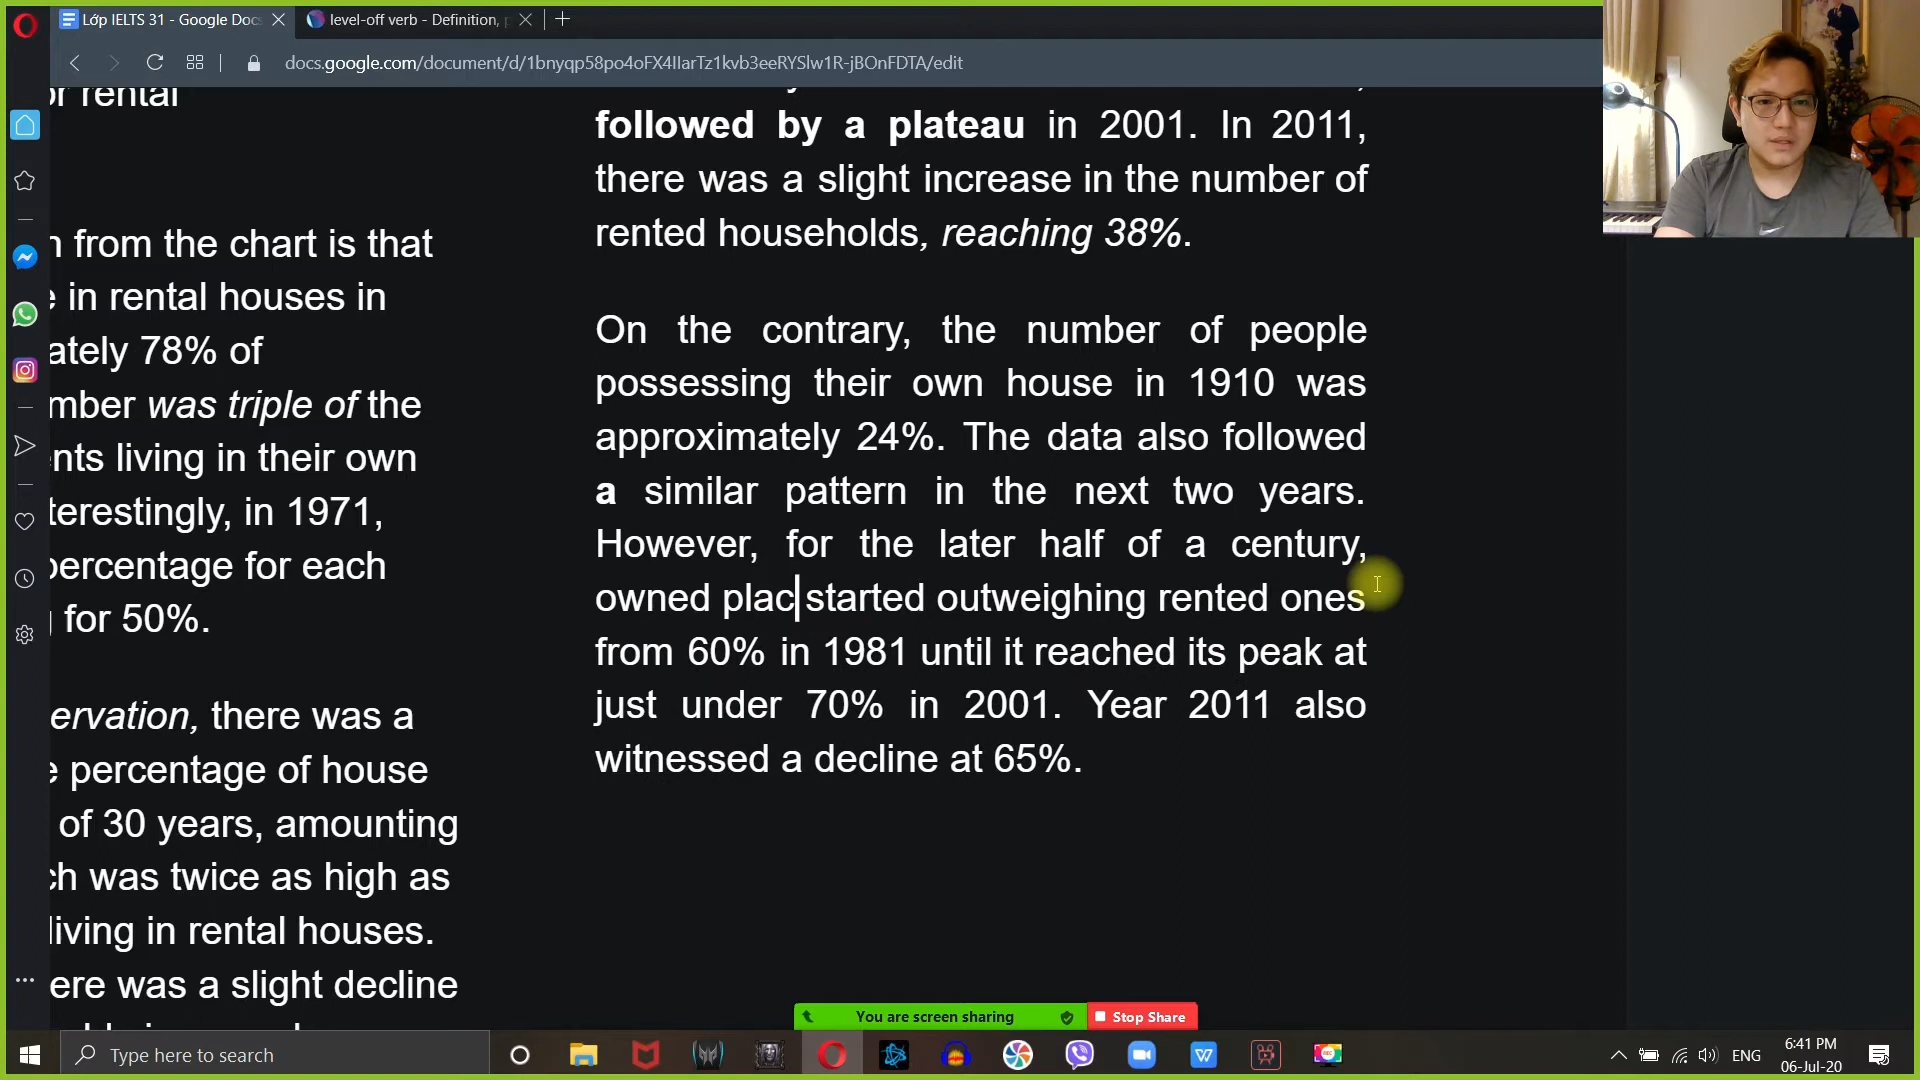 Lớp IELTS 31 - Google Docs
level-off verb - Definition,
docs.google.com/document/d/1bnyqp58po4oFX4IIarTz1kvb3eeRYSlw1R-jBOnFDTA/edit
or rental
from the chart is that
in rental houses in
ately 78% of
mber was triple of the
nts living in their own
terestingly, in 1971,
percentage for each
for 50%.
ervation, there was a
percentage of house
of 30 years, amounting
ch was twice as high as
living in rental houses.
ere was a slight decline
followed by a plateau in 2001. In 2011,
there was a slight increase in the number of
rented households, reaching 38%.
On the contrary, the number of people
possessing their own house in 1910 was
approximately 24%. The data also followed
a similar pattern in the next two years.
However, for the later half of a century,
owned plac started outweighing rented ones
from 60% in 1981 until it reached its peak at
just under 70% in 2001. Year 2011 also
witnessed a decline at 65%.
You are screen sharing
Stop Share
Type here to search
ENG
6:41 PM
06-Jul-20